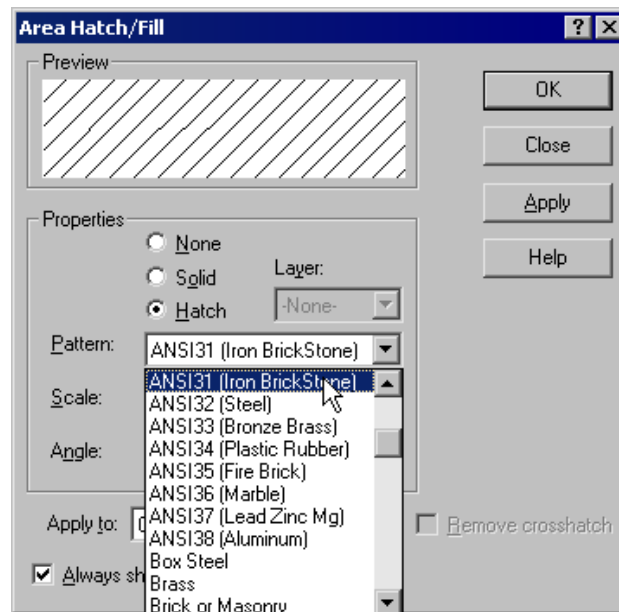 Area Hatch/Fill
Preview
OK
Close
Apply
Help
Properties
None
Solid
Hatch
Layer:
-None-
Pattern:
ANSI31 (Iron BrickStone)
Scale:
Angle:
ANSI31 (Iron BrickStone)
ANSI32 (Steel)
ANSI33 (Bronze Brass)
ANSI34 (Plastic Rubber)
ANSI35 (Fire Brick)
ANSI36 (Marble)
ANSI37 (Lead Zinc Mg)
ANSI38 (Aluminum)
Box Steel
Brass
Brick or Masonry
Apply to:
Remove crosshatch
Always sh